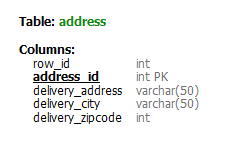 Table: address
Columns:
row_id int
address_id int PK
delivery_address varchar(50)
delivery_city varchar(50)
delivery_zipcode int